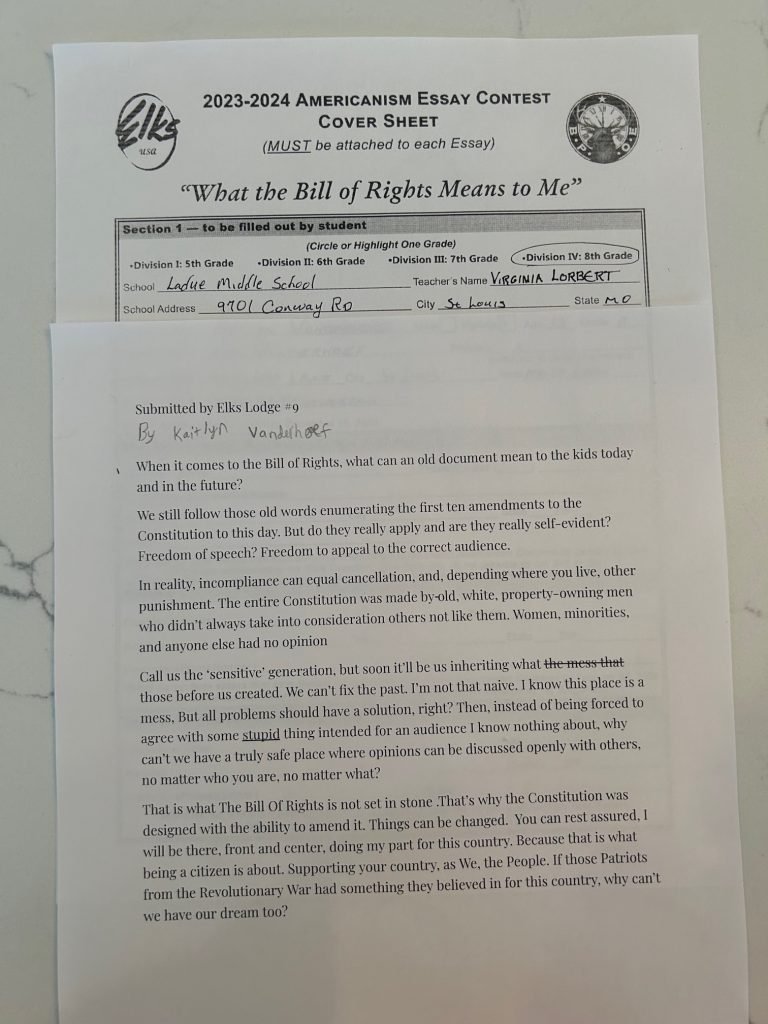 Elks
usa
2023-2024 AMERICANISM ESSAY CONTEST
COVER SHEET
(MUST be attached to each Essay)
B.P.O.E.
"What the Bill of Rights Means to Me"
Section 1 — to be filled out by student
(Circle or Highlight One Grade)
•Division I: 5th Grade •Division II: 6th Grade •Division III: 7th Grade •Division IV: 8th Grade
School Ladue Middle School Teacher's Name VIRGINIA LORBERT
School Address 9701 Conway RD City St Louis State MO
Submitted by Elks Lodge #9
By Kaitlyn Vanderhoef
When it comes to the Bill of Rights, what can an old document mean to the kids today
and in the future?
We still follow those old words enumerating the first ten amendments to the
Constitution to this day. But do they really apply and are they really self-evident?
Freedom of speech? Freedom to appeal to the correct audience.
In reality, incompliance can equal cancellation, and, depending where you live, other
punishment. The entire Constitution was made by old, white, property-owning men
who didn't always take into consideration others not like them. Women, minorities,
and anyone else had no opinion
Call us the 'sensitive' generation, but soon it'll be us inheriting what the mess that
those before us created. We can't fix the past. I'm not that naive. I know this place is a
mess, But all problems should have a solution, right? Then, instead of being forced to
agree with some stupid thing intended for an audience I know nothing about, why
can't we have a truly safe place where opinions can be discussed openly with others,
no matter who you are, no matter what?
That is what The Bill Of Rights is not set in stone .That's why the Constitution was
designed with the ability to amend it. Things can be changed. You can rest assured, I
will be there, front and center, doing my part for this country. Because that is what
being a citizen is about. Supporting your country, as We, the People. If those Patriots
from the Revolutionary War had something they believed in for this country, why can't
we have our dream too?